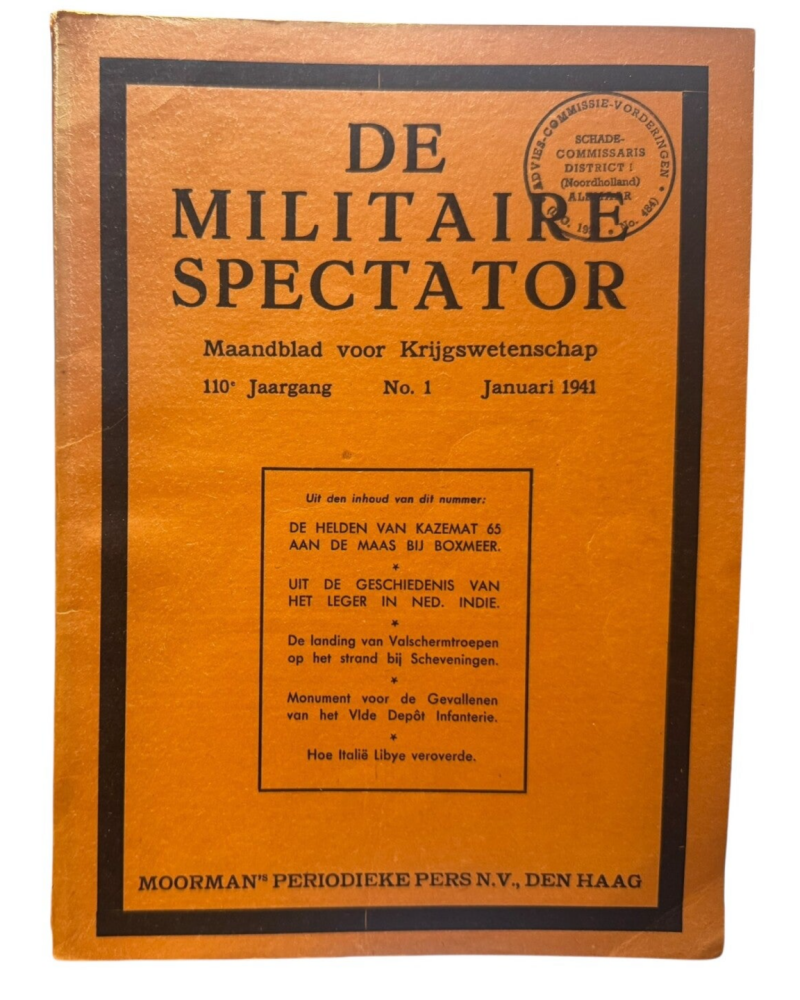 DE
MILITAIRE
SPECTATOR
Maandblad voor Krijgswetenschap
110e Jaargang No. 1 Januari 1941
Uit den inhoud van dit nummer:
DE HELDEN VAN KAZEMAT 65
AAN DE MAAS BIJ BOXMEER.
*
UIT DE GESCHIEDENIS VAN
HET LEGER IN NED. INDIE.
*
De landing van Valschermtroepen
op het strand bij Scheveningen.
*
Monument voor de Gevallenen
van het VIde Depôt Infanterie.
*
Hoe Italië Libye veroverde.
MOORMAN'S PERIODIEKE PERS N.V., DEN HAAG
ADVIES-COMMISSIE-VORDERINGEN
SCHADE-
COMMISSARIS
DISTRICT I
(Noordholland)
ALKMAAR
No. 484)